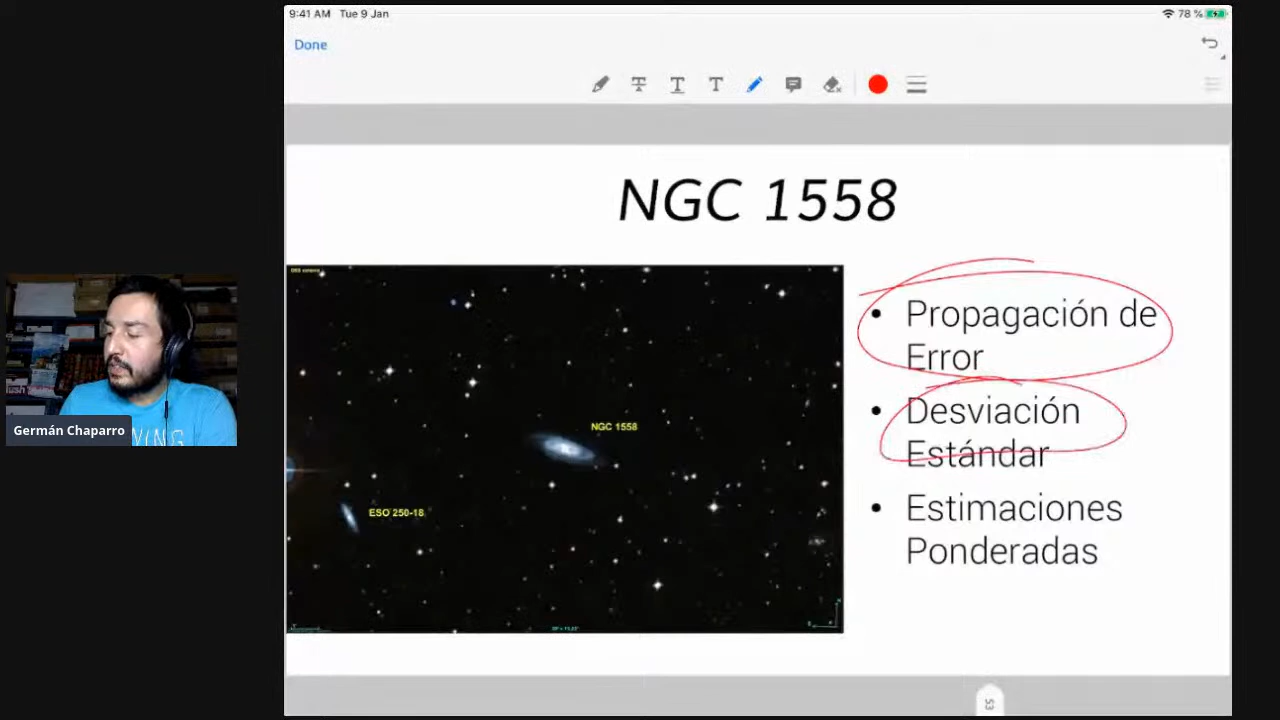 9:41 AM Tue 9 Jan
78 %
Done
NGC 1558
• Propagación de
Error
• Desviación
Estándar
• Estimaciones
Ponderadas
NGC 1558
ESO 250-18
Germán Chaparro
53